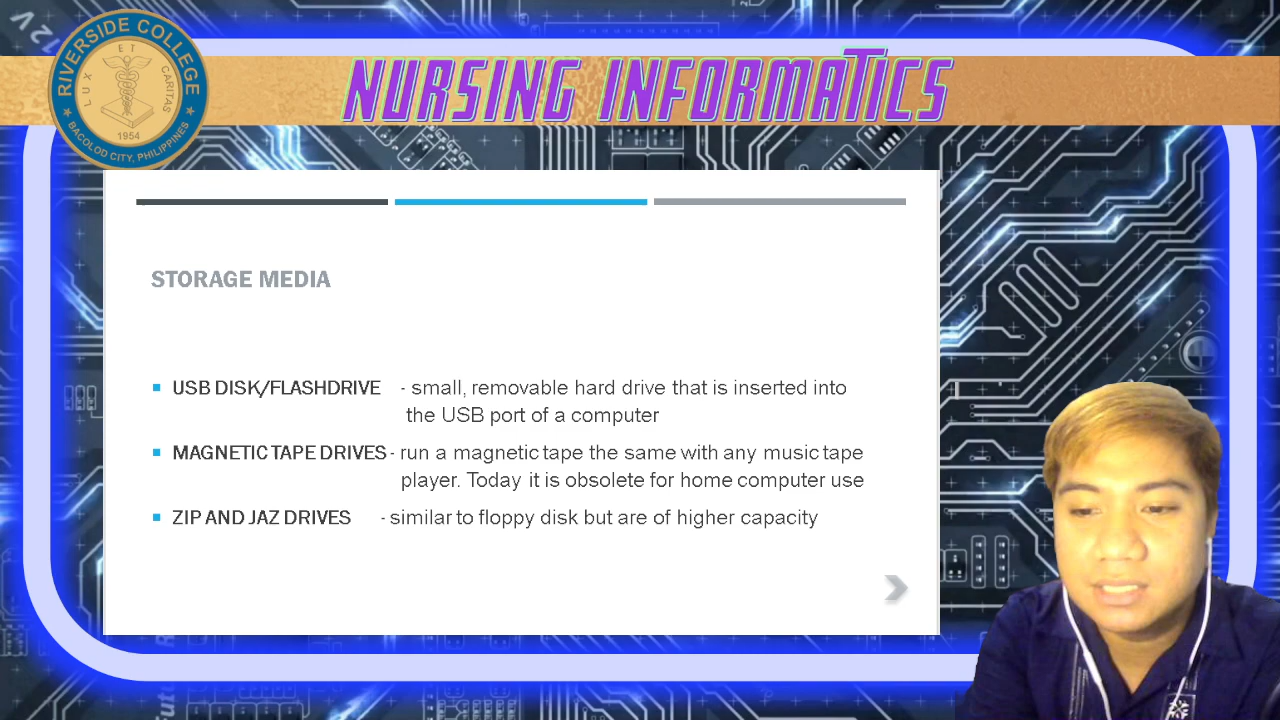 RIVERSIDE COLLEGE
LUX ET CARITAS
1954
BACOLOD CITY, PHILIPPINES
NURSING INFORMATICS
STORAGE MEDIA
USB DISK/FLASHDRIVE - small, removable hard drive that is inserted into
the USB port of a computer
MAGNETIC TAPE DRIVES - run a magnetic tape the same with any music tape
player. Today it is obsolete for home computer use
ZIP AND JAZ DRIVES - similar to floppy disk but are of higher capacity
12V